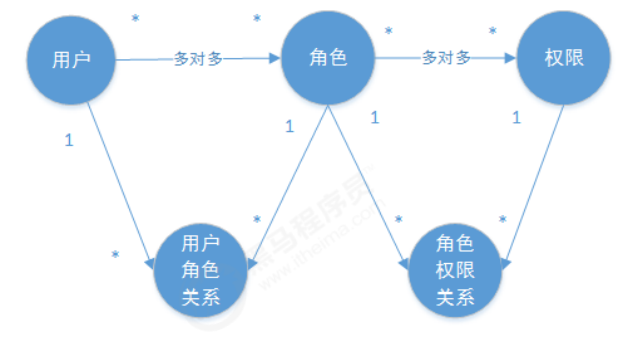 * * * *
用户 多对多 角色 多对多 权限
1 1 1 1
* * * *
用户 角色
角色 权限
关系 关系
黑马程序员
www.itheima.com